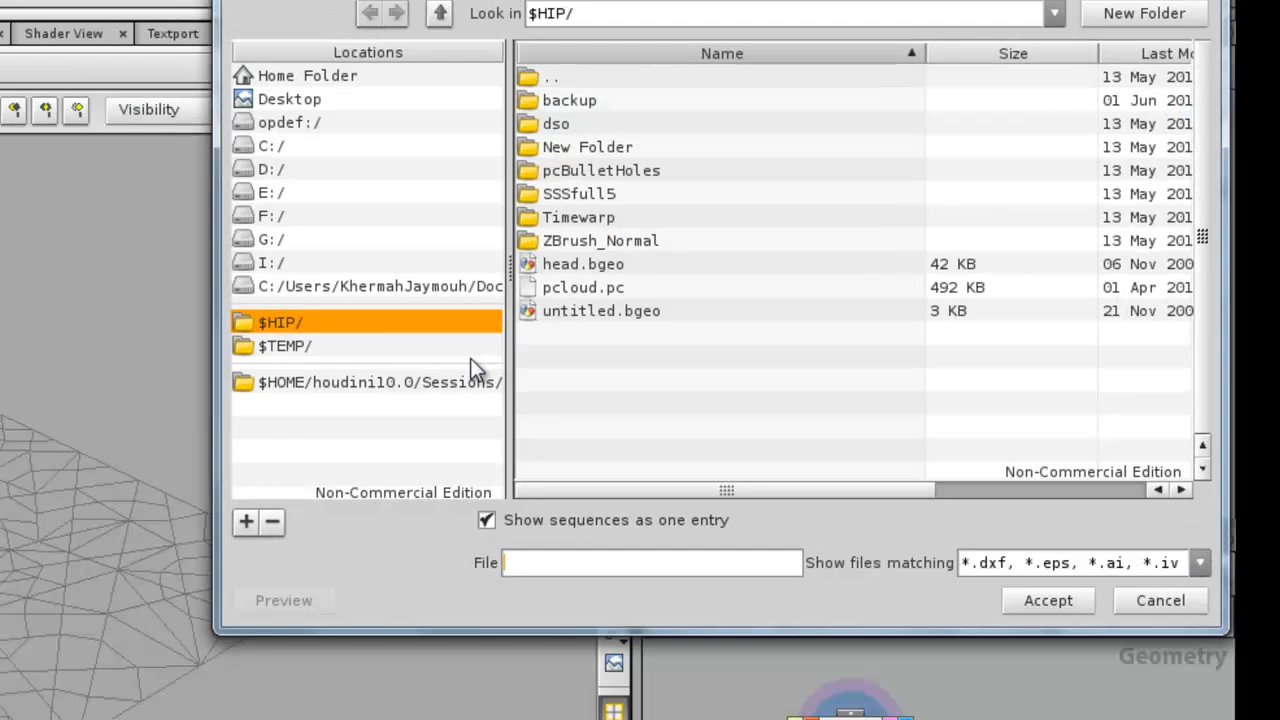 Shader View
Textport
Visibility
Look in $HIP/ New Folder
Locations
Home Folder
Desktop
opdef:/
C:/
D:/
E:/
F:/
G:/
I:/
C:/Users/KhermahJaymouh/Doc
$HIP/
$TEMP/
$HOME/houdini10.0/Sessions/
Non-Commercial Edition
Name Size Last Mo
.. 13 May 201
backup 01 Jun 201
dso 13 May 201
New Folder 13 May 201
pcBulletHoles 13 May 201
SSSfull5 13 May 201
Timewarp 13 May 201
ZBrush_Normal 13 May 201
head.bgeo 42 KB 06 Nov 200
pcloud.pc 492 KB 01 Apr 201
untitled.bgeo 3 KB 21 Nov 200
Non-Commercial Edition
Show sequences as one entry
File Show files matching *.dxf, *.eps, *.ai, *.iv
Preview Accept Cancel
Geometry